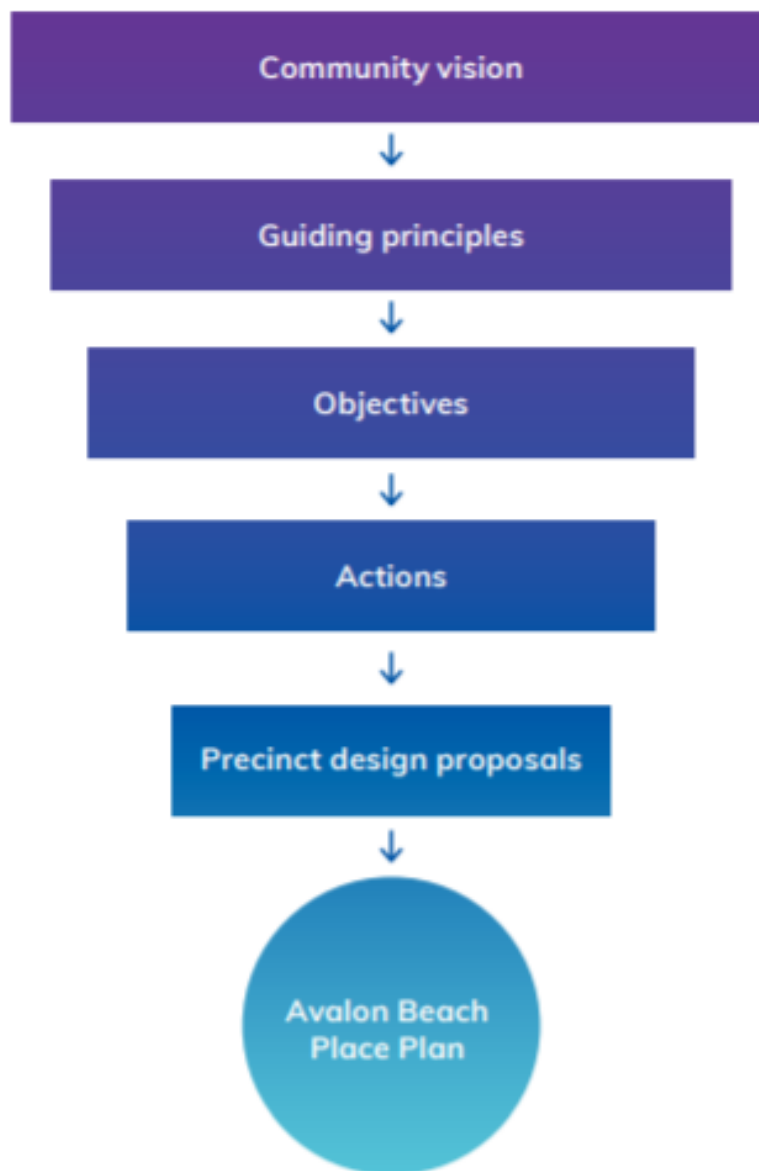 Community vision
Guiding principles
Objectives
Actions
Precinct design proposals
Avalon Beach
Place Plan